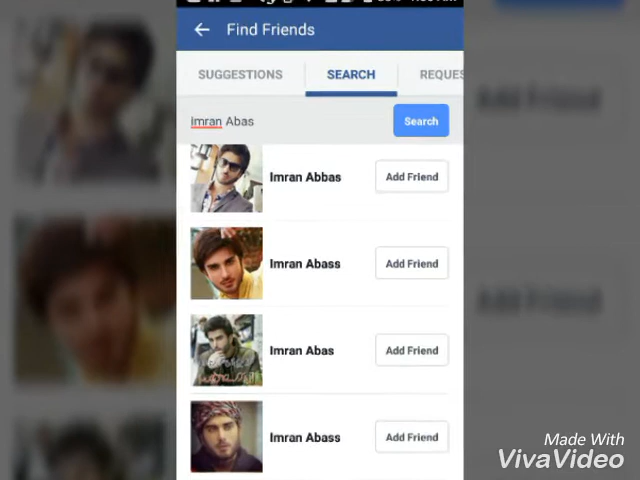 Find Friends
SUGGESTIONS SEARCH REQUES
Imran Abas Search
Imran Abbas Add Friend
Imran Abass Add Friend
Imran Abas Add Friend
Imran Abass Add Friend
Made With
VivaVideo